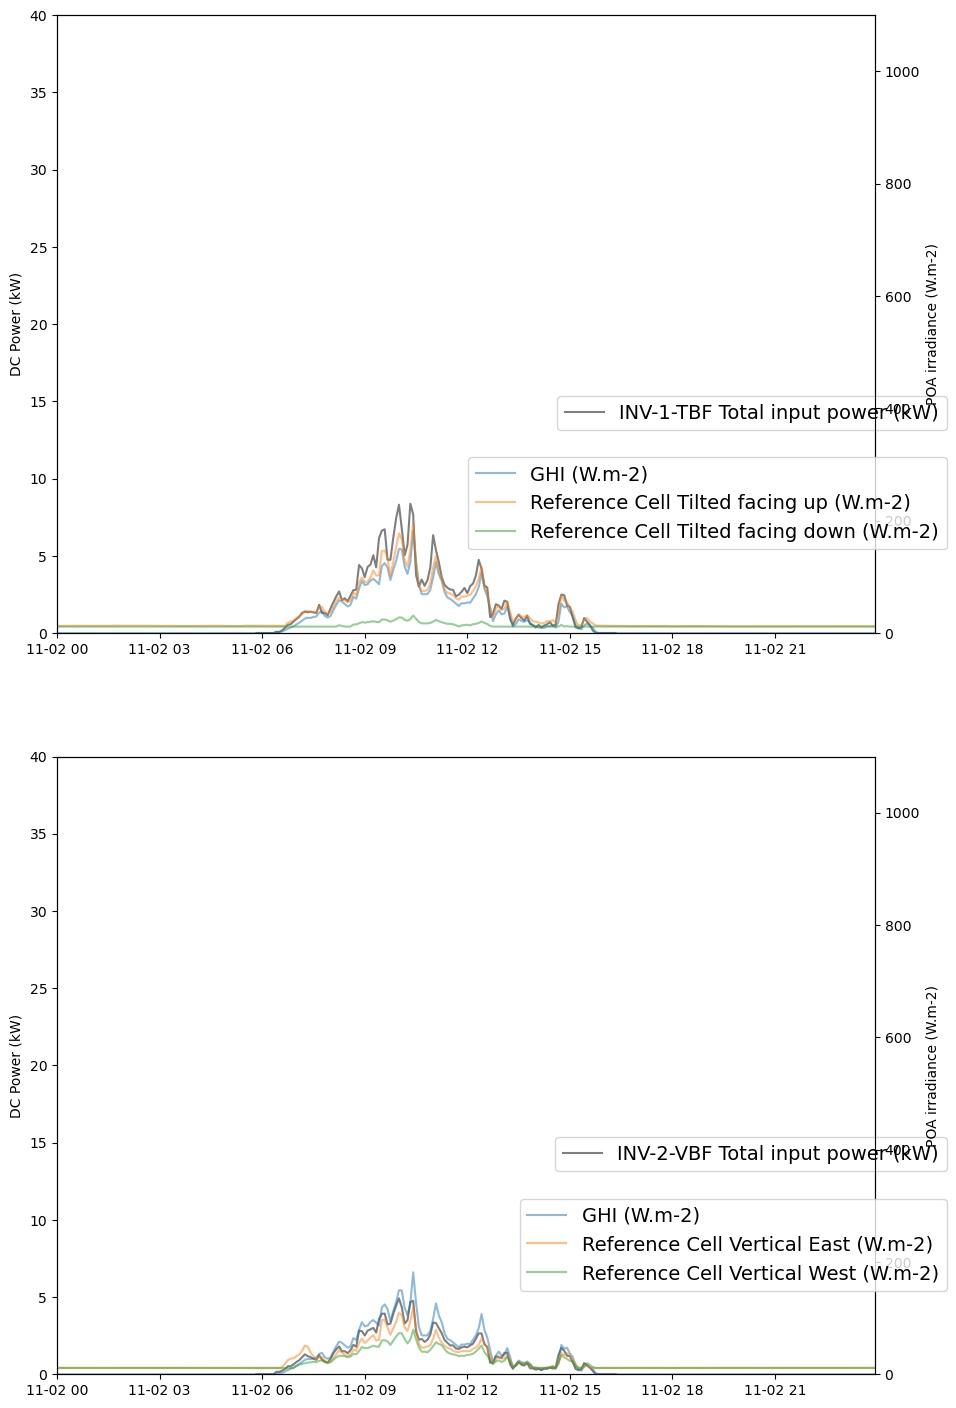 40
35
30
25
20
15
10
5
0
DC Power (kW)
1000
800
600
400
200
0
POA irradiance (W.m-2)
INV-1-TBF Total input power (kW)
GHI (W.m-2)
Reference Cell Tilted facing up (W.m-2)
Reference Cell Tilted facing down (W.m-2)
11-02 00 11-02 03 11-02 06 11-02 09 11-02 12 11-02 15 11-02 18 11-02 21
40
35
30
25
20
15
10
5
0
DC Power (kW)
1000
800
600
400
200
0
POA irradiance (W.m-2)
INV-2-VBF Total input power (kW)
GHI (W.m-2)
Reference Cell Vertical East (W.m-2)
Reference Cell Vertical West (W.m-2)
11-02 00 11-02 03 11-02 06 11-02 09 11-02 12 11-02 15 11-02 18 11-02 21